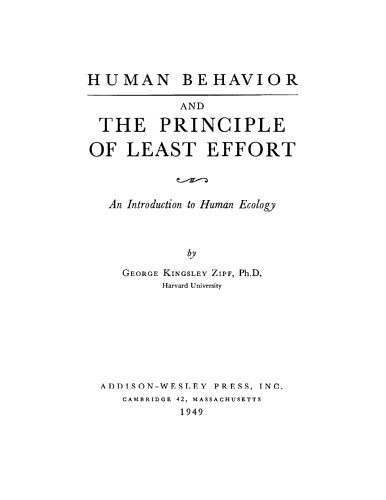 HUMAN BEHAVIOR
AND
THE PRINCIPLE
OF LEAST EFFORT
An Introduction to Human Ecology
by
GEORGE KINGSLEY ZIPF, Ph.D.
Harvard University
ADDISON-WESLEY PRESS, INC.
CAMBRIDGE 42, MASSACHUSETTS
1949